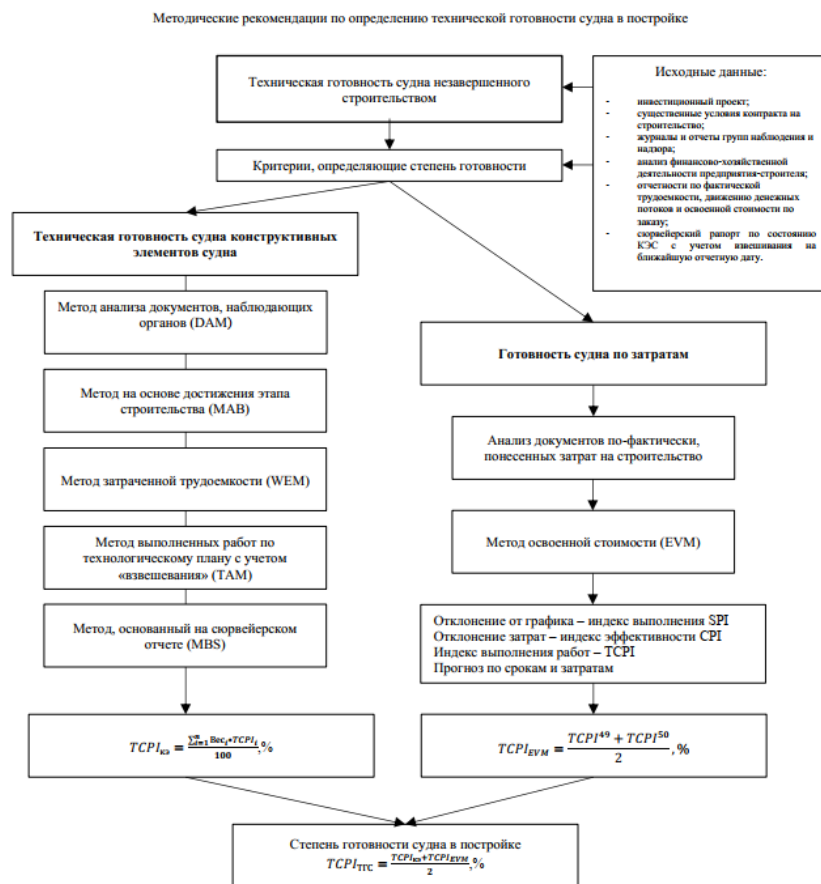 Методические рекомендации по определению технической готовности судна в постройке
Техническая готовность судна незавершенного
строительством
Исходные данные:
- инвестиционный проект;
- существенные условия контракта на
строительство;
- журналы и отчеты групп наблюдения и
надзора;
- анализ финансово-хозяйственной
деятельности предприятия-строителя;
- отчетности по фактической
трудоемкости, движению денежных
потоков и освоенной стоимости по
заказу;
- сюрвейерский рапорт по состоянию
КЭС с учетом взвешивания на
ближайшую отчетную дату.
Критерии, определяющие степень готовности
Техническая готовность судна конструктивных
элементов судна
Метод анализа документов, наблюдающих
органов (DAM)
Метод на основе достижения этапа
строительства (MAB)
Метод затраченной трудоемкости (WEM)
Метод выполненных работ по
технологическому плану с учетом
«взвешевания» (TAM)
Метод, основанный на сюрвейерском
отчете (MBS)
TCPI_кэ = (∑_{i=1}^{n} Вес_i*TCPI_i)/100, %
Готовность судна по затратам
Анализ документов по-фактически,
понесенных затрат на строительство
Метод освоенной стоимости (EVM)
Отклонение от графика – индекс выполнения SPI
Отклонение затрат – индекс эффективности CPI
Индекс выполнения работ – TCPI
Прогноз по срокам и затратам
TCPI_EVM = (TCPI^49 + TCPI^50)/2, %
Степень готовности судна в постройке
TCPI_ТГС = (TCPI_кэ+TCPI_EVM)/2, %